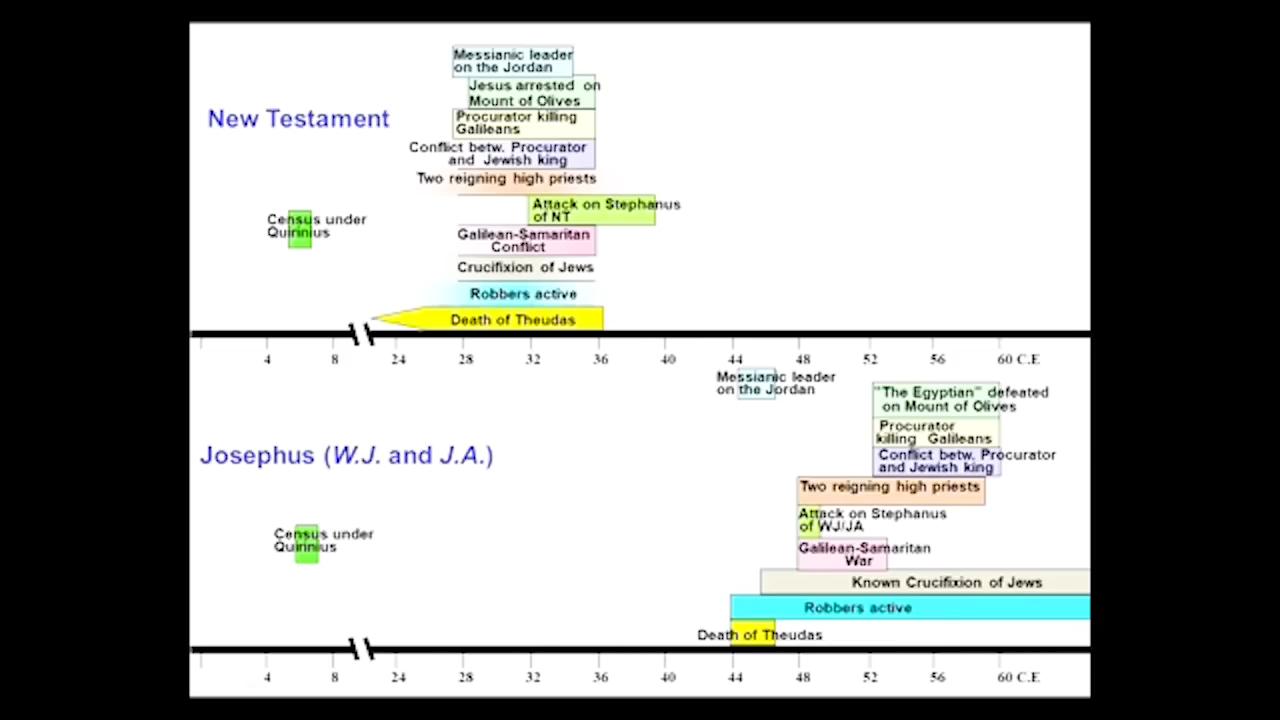 Messianic leader
on the Jordan
Jesus arrested on
Mount of Olives
New Testament
Procurator killing
Galileans
Conflict betw. Procurator
and Jewish king
Two reigning high priests
Attack on Stephanus
of NT
Census under
Quirinius
Galilean-Samaritan
Conflict
Crucifixion of Jews
Robbers active
Death of Theudas
4 8 24 28 32 36 40 44 48 52 56 60 C.E
Messianic leader
on the Jordan
"The Egyptian" defeated
on Mount of Olives
Procurator
killing Galileans
Josephus (W.J. and J.A.)
Conflict betw. Procurator
and Jewish king
Two reigning high priests
Attack on Stephanus
of WJ/JA
Census under
Quirinius
Galilean-Samaritan
War
Known Crucifixion of Jews
Robbers active
Death of Theudas
4 8 24 28 32 36 40 44 48 52 56 60 C.E